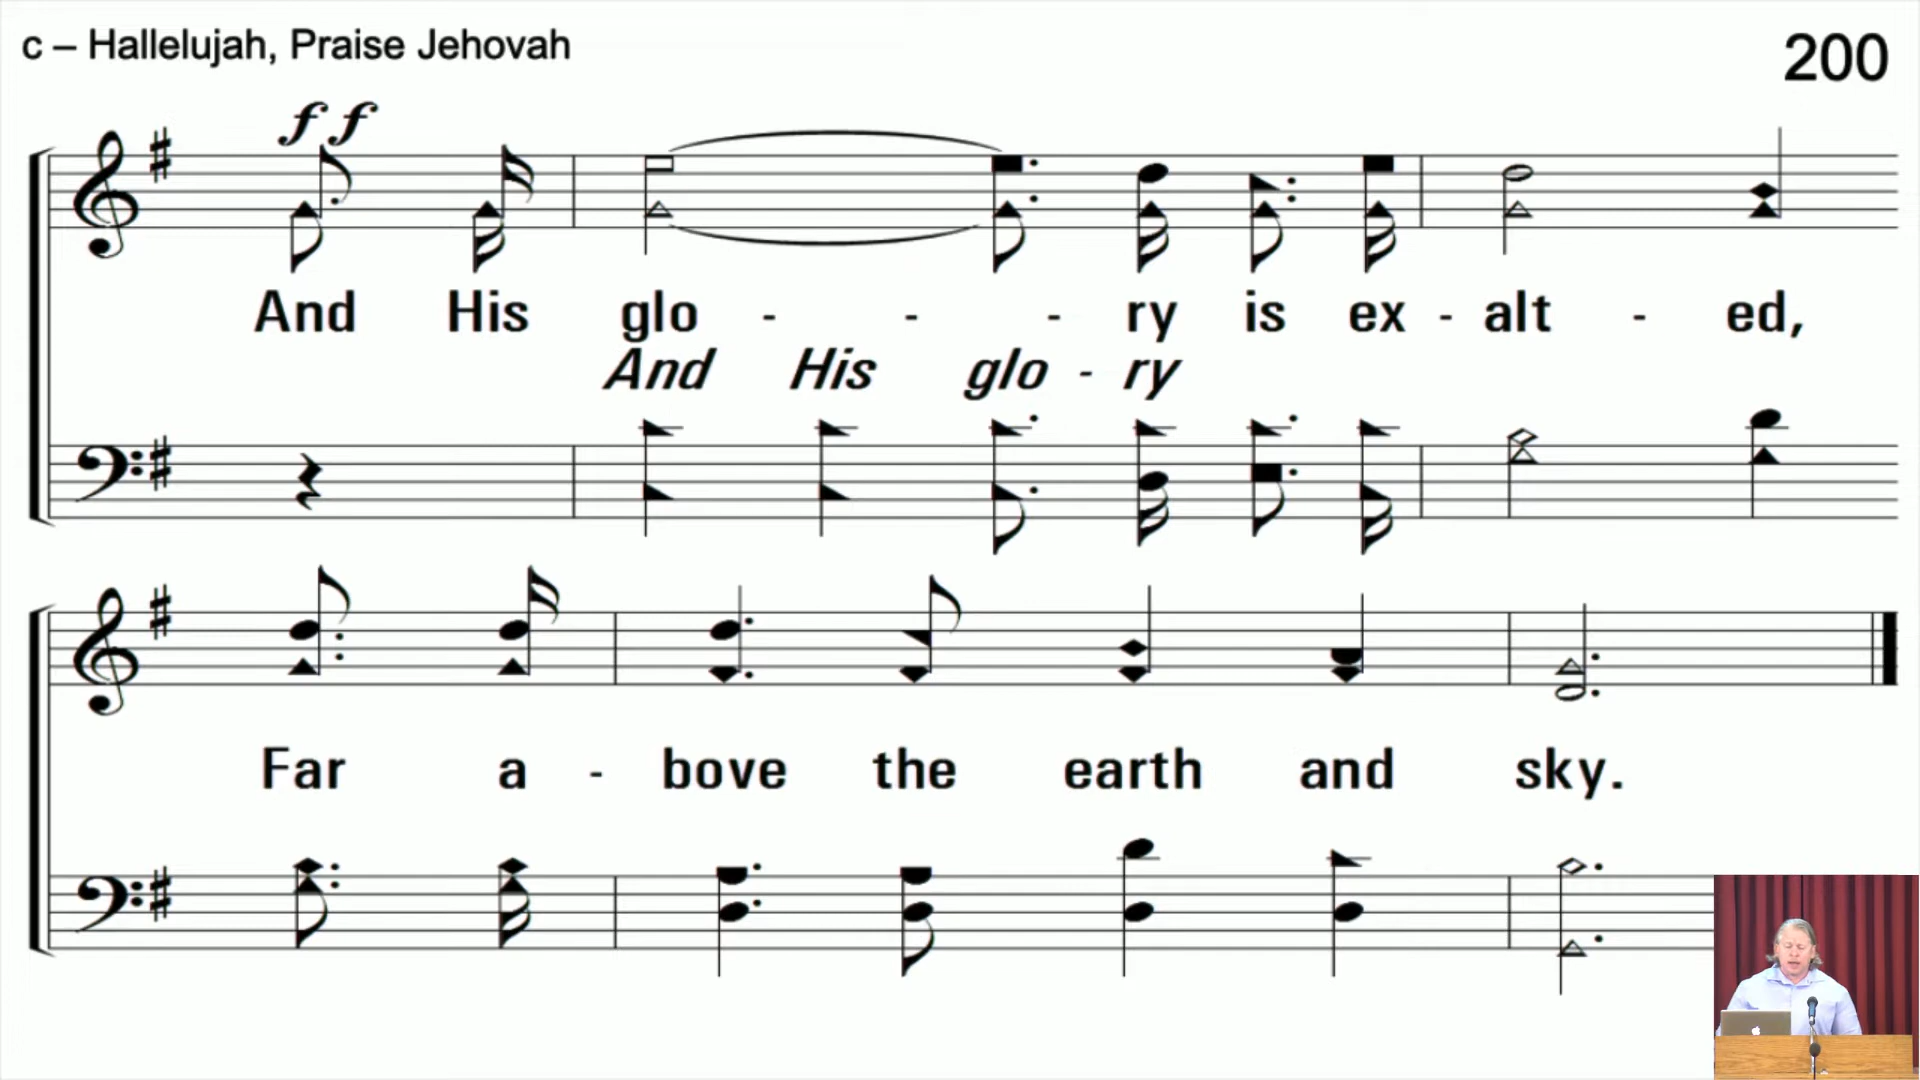 c – Hallelujah, Praise Jehovah
200
ff
And His glo - - - ry is ex - alt - ed,
And His glo - ry
Far a - bove the earth and sky.